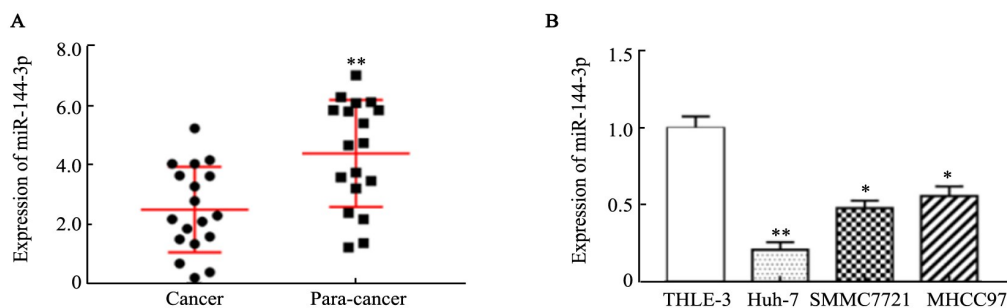 A
Expression of miR-144-3p
8.0
6.0
4.0
2.0
0
**
Cancer Para-cancer
B
Expression of miR-144-3p
1.5
1.0
0.5
0
**
*
*
THLE-3 Huh-7 SMMC7721 MHCC97